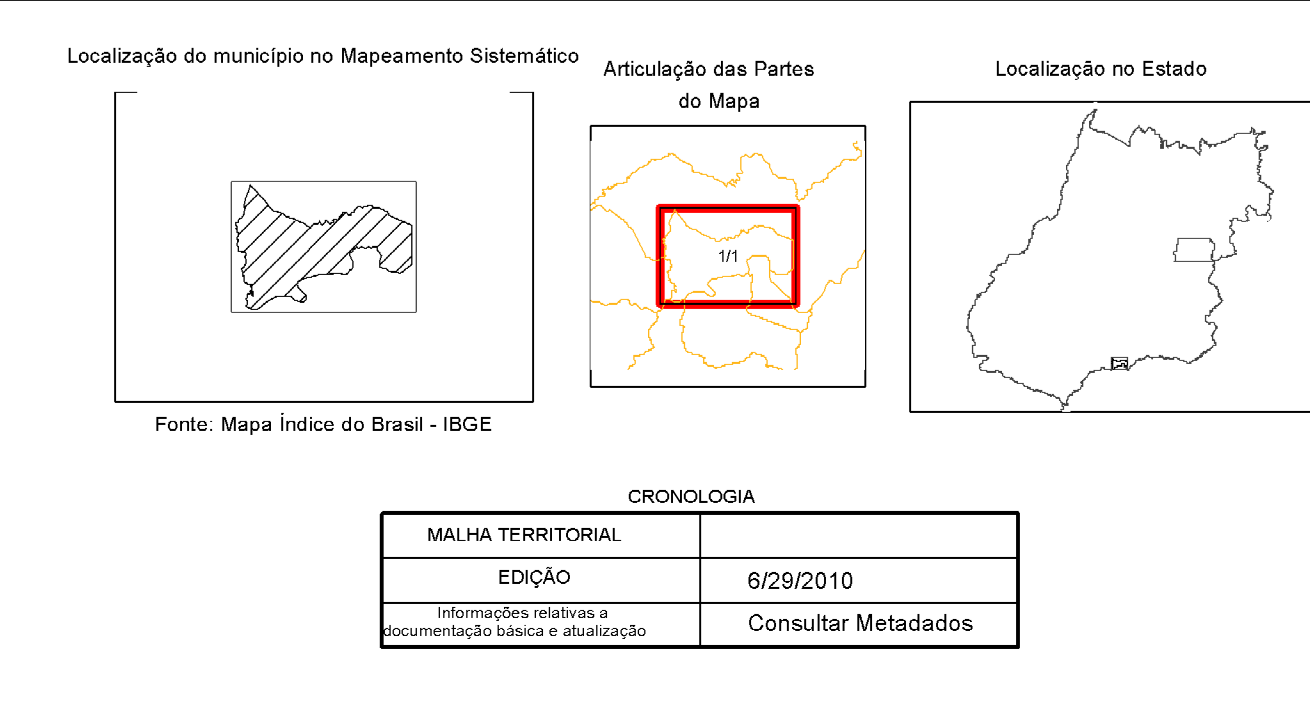 Localização do município no Mapeamento Sistemático
Articulação das Partes
do Mapa
Localização no Estado
1/1
Fonte: Mapa Índice do Brasil - IBGE
CRONOLOGIA
MALHA TERRITORIAL
EDIÇÃO
6/29/2010
Informações relativas a
documentação básica e atualização
Consultar Metadados